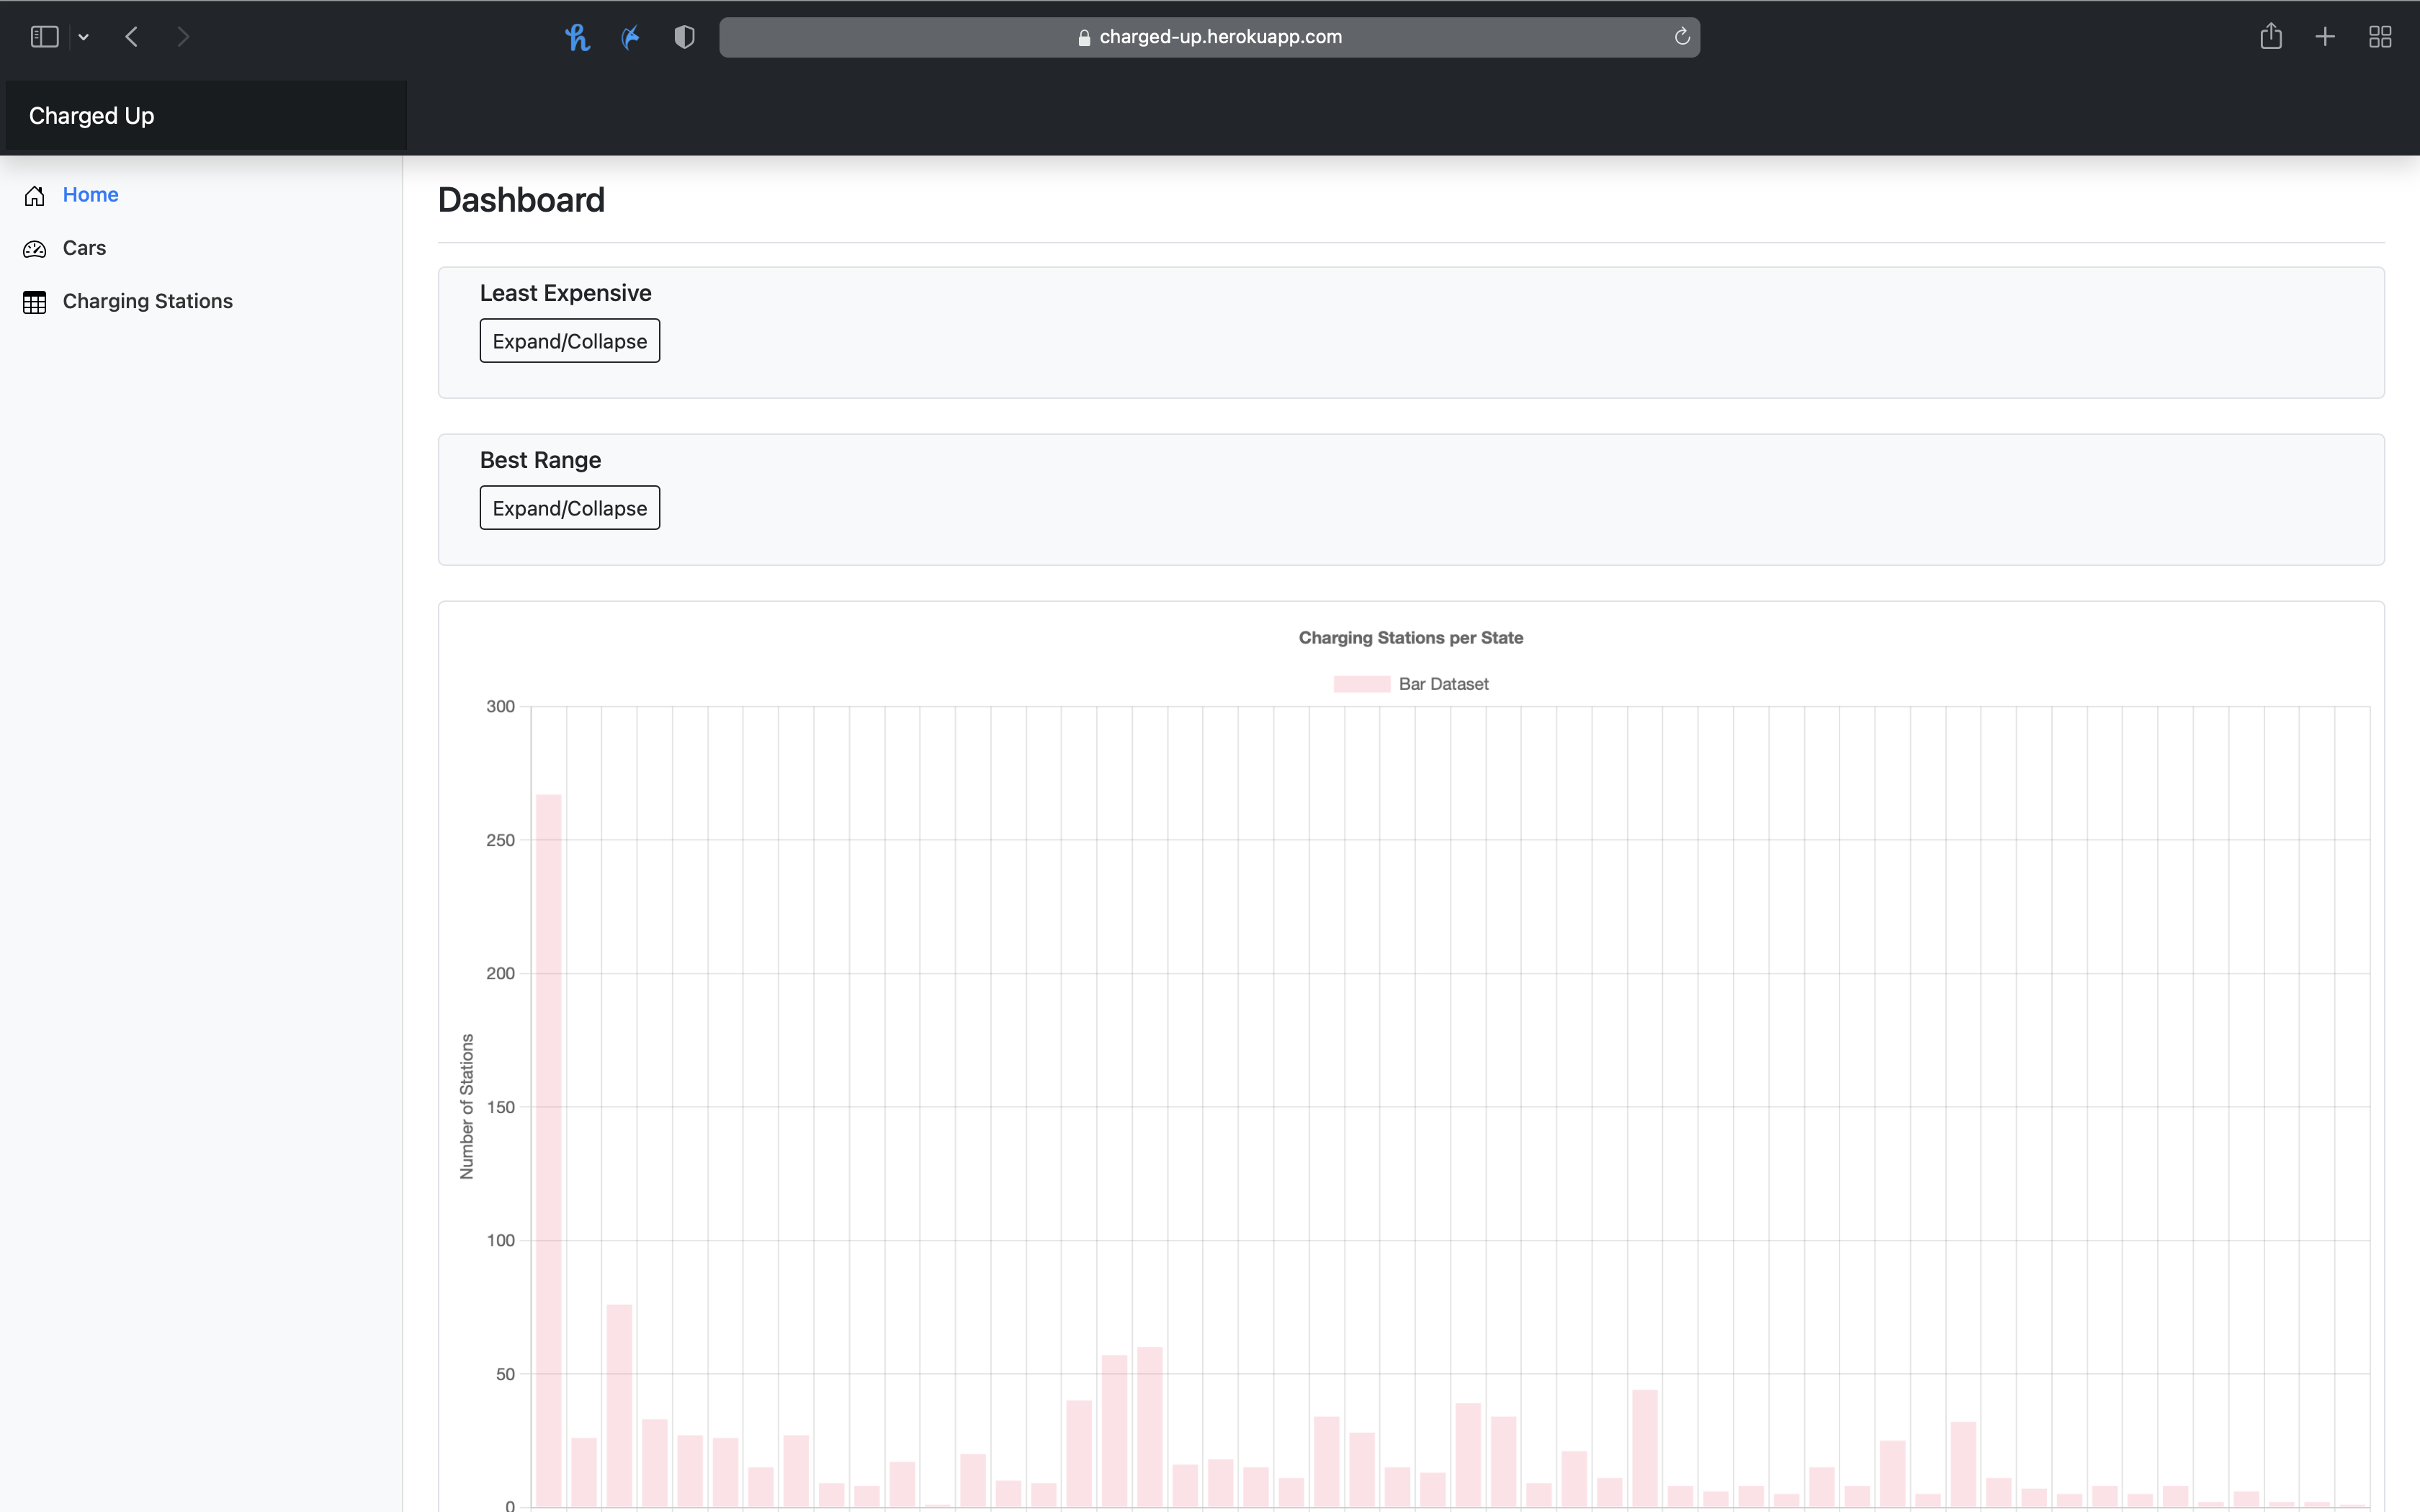 charged-up.herokuapp.com
Charged Up
Home
Cars
Charging Stations
Dashboard
Least Expensive
Expand/Collapse
Best Range
Expand/Collapse
Charging Stations per State
Bar Dataset
300
250
200
150
100
50
0
Number of Stations